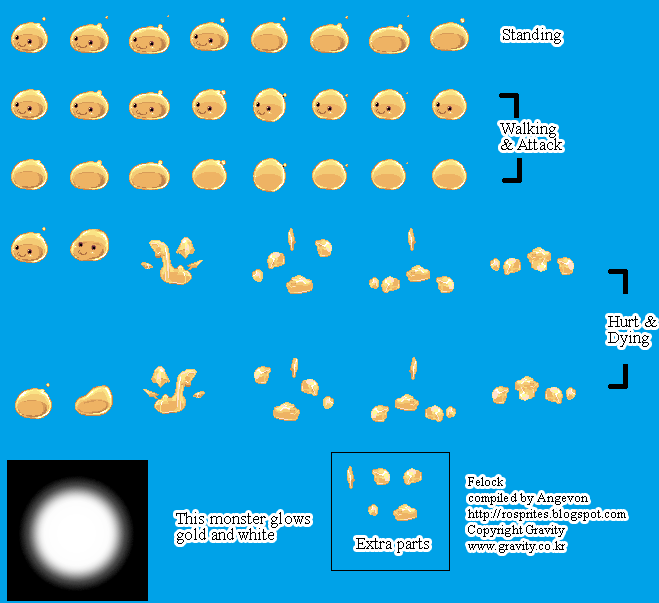 Standing
Walking
& Attack
Hurt &
Dying
This monster glows
gold and white
Extra parts
Felock
compiled by Angevon
http://rosprites.blogspot.com
Copyright Gravity
www.gravity.co.kr